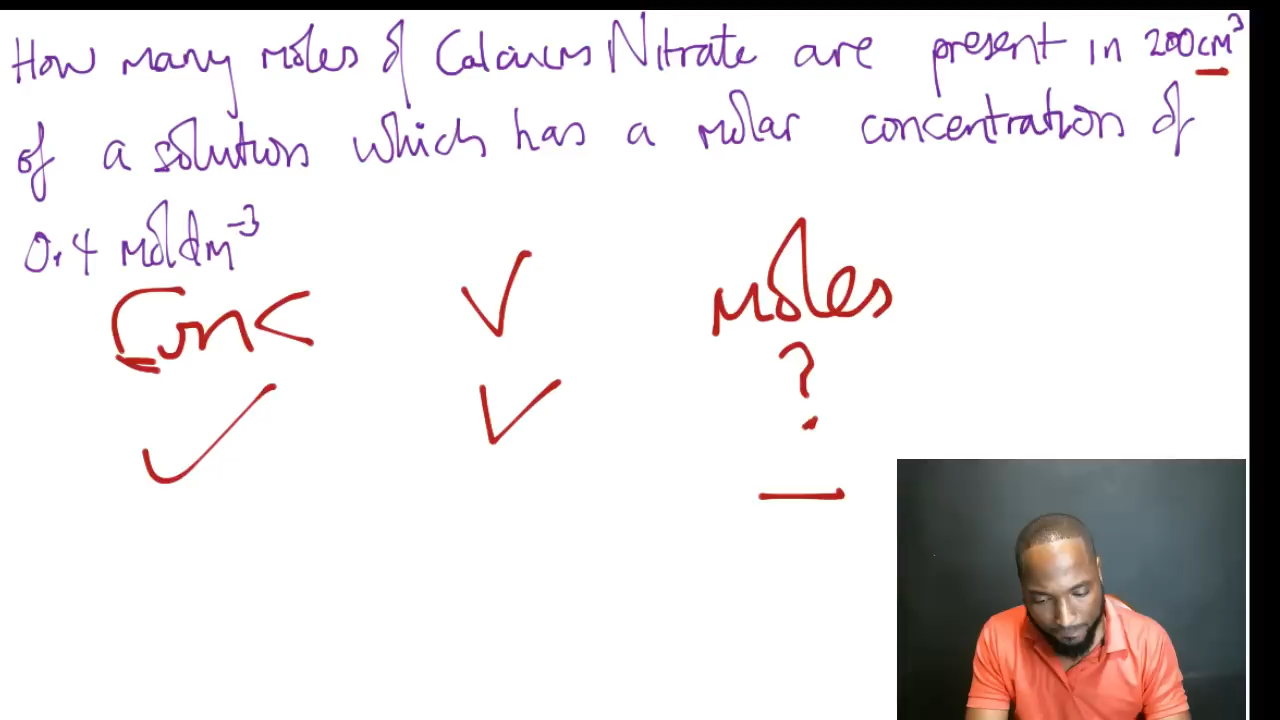 How many moles of Calcium Nitrate are present in 200cm³
of a solution which has a molar concentration of
0.4 moldm⁻³
Conc V moles
?